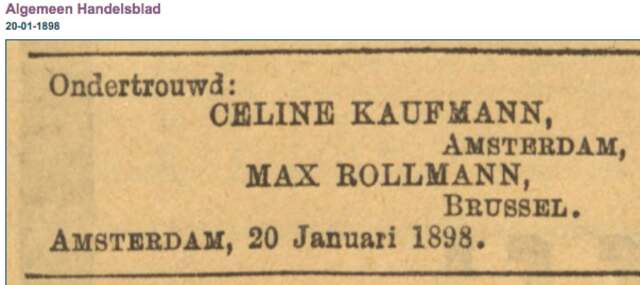 Algemeen Handelsblad
20-01-1898
Ondertrouwd:
CELINE KAUFMANN,
AMSTERDAM,
MAX ROLLMANN,
BRUSSEL.
AMSTERDAM, 20 Januari 1898.